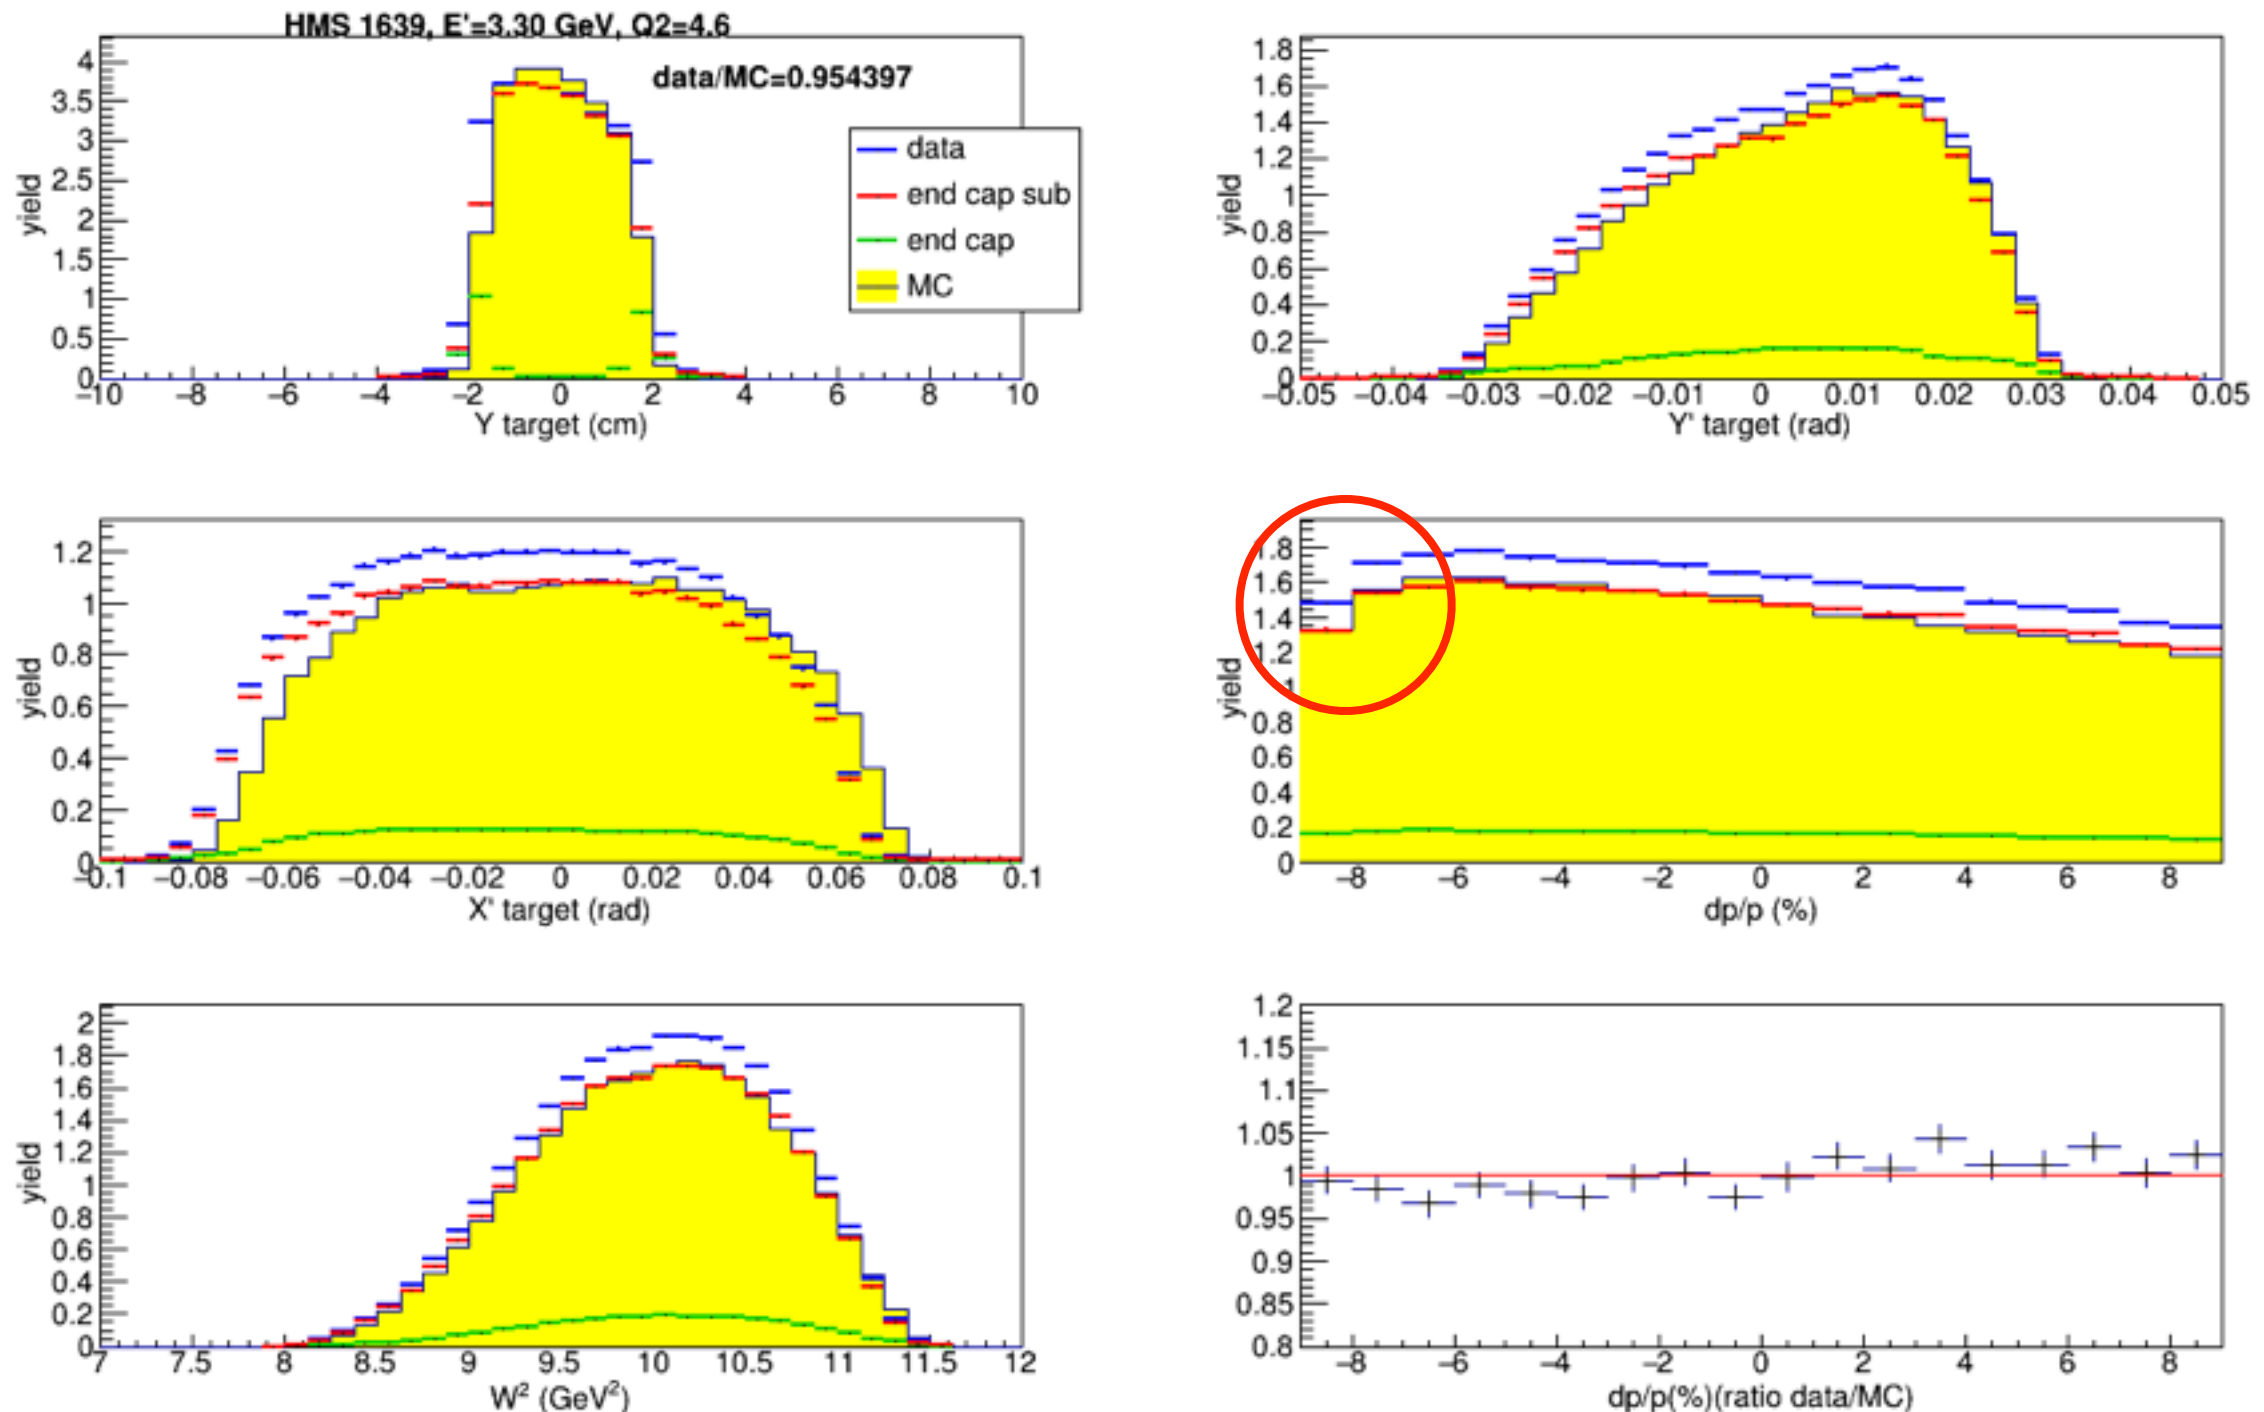 HMS 1639, E'=3.30 GeV, Q2=4.6
data/MC=0.954397
data
end cap sub
end cap
MC
yield
4
3.5
3
2.5
2
1.5
1
0.5
0
−10 −8 −6 −4 −2 0 2 4 6 8 10
Y target (cm)
yield
1.8
1.6
1.4
1.2
1
0.8
0.6
0.4
0.2
0
−0.05 −0.04 −0.03 −0.02 −0.01 0 0.01 0.02 0.03 0.04 0.05
Y' target (rad)
yield
1.2
1
0.8
0.6
0.4
0.2
0
−0.1 −0.08 −0.06 −0.04 −0.02 0 0.02 0.04 0.06 0.08 0.1
X' target (rad)
yield
1.8
1.6
1.4
1.2
1
0.8
0.6
0.4
0.2
0
−8 −6 −4 −2 0 2 4 6 8
dp/p (%)
yield
2
1.8
1.6
1.4
1.2
1
0.8
0.6
0.4
0.2
0
7 7.5 8 8.5 9 9.5 10 10.5 11 11.5 12
W² (GeV²)
1.2
1.15
1.1
1.05
1
0.95
0.9
0.85
0.8
−8 −6 −4 −2 0 2 4 6 8
dp/p(%)(ratio data/MC)